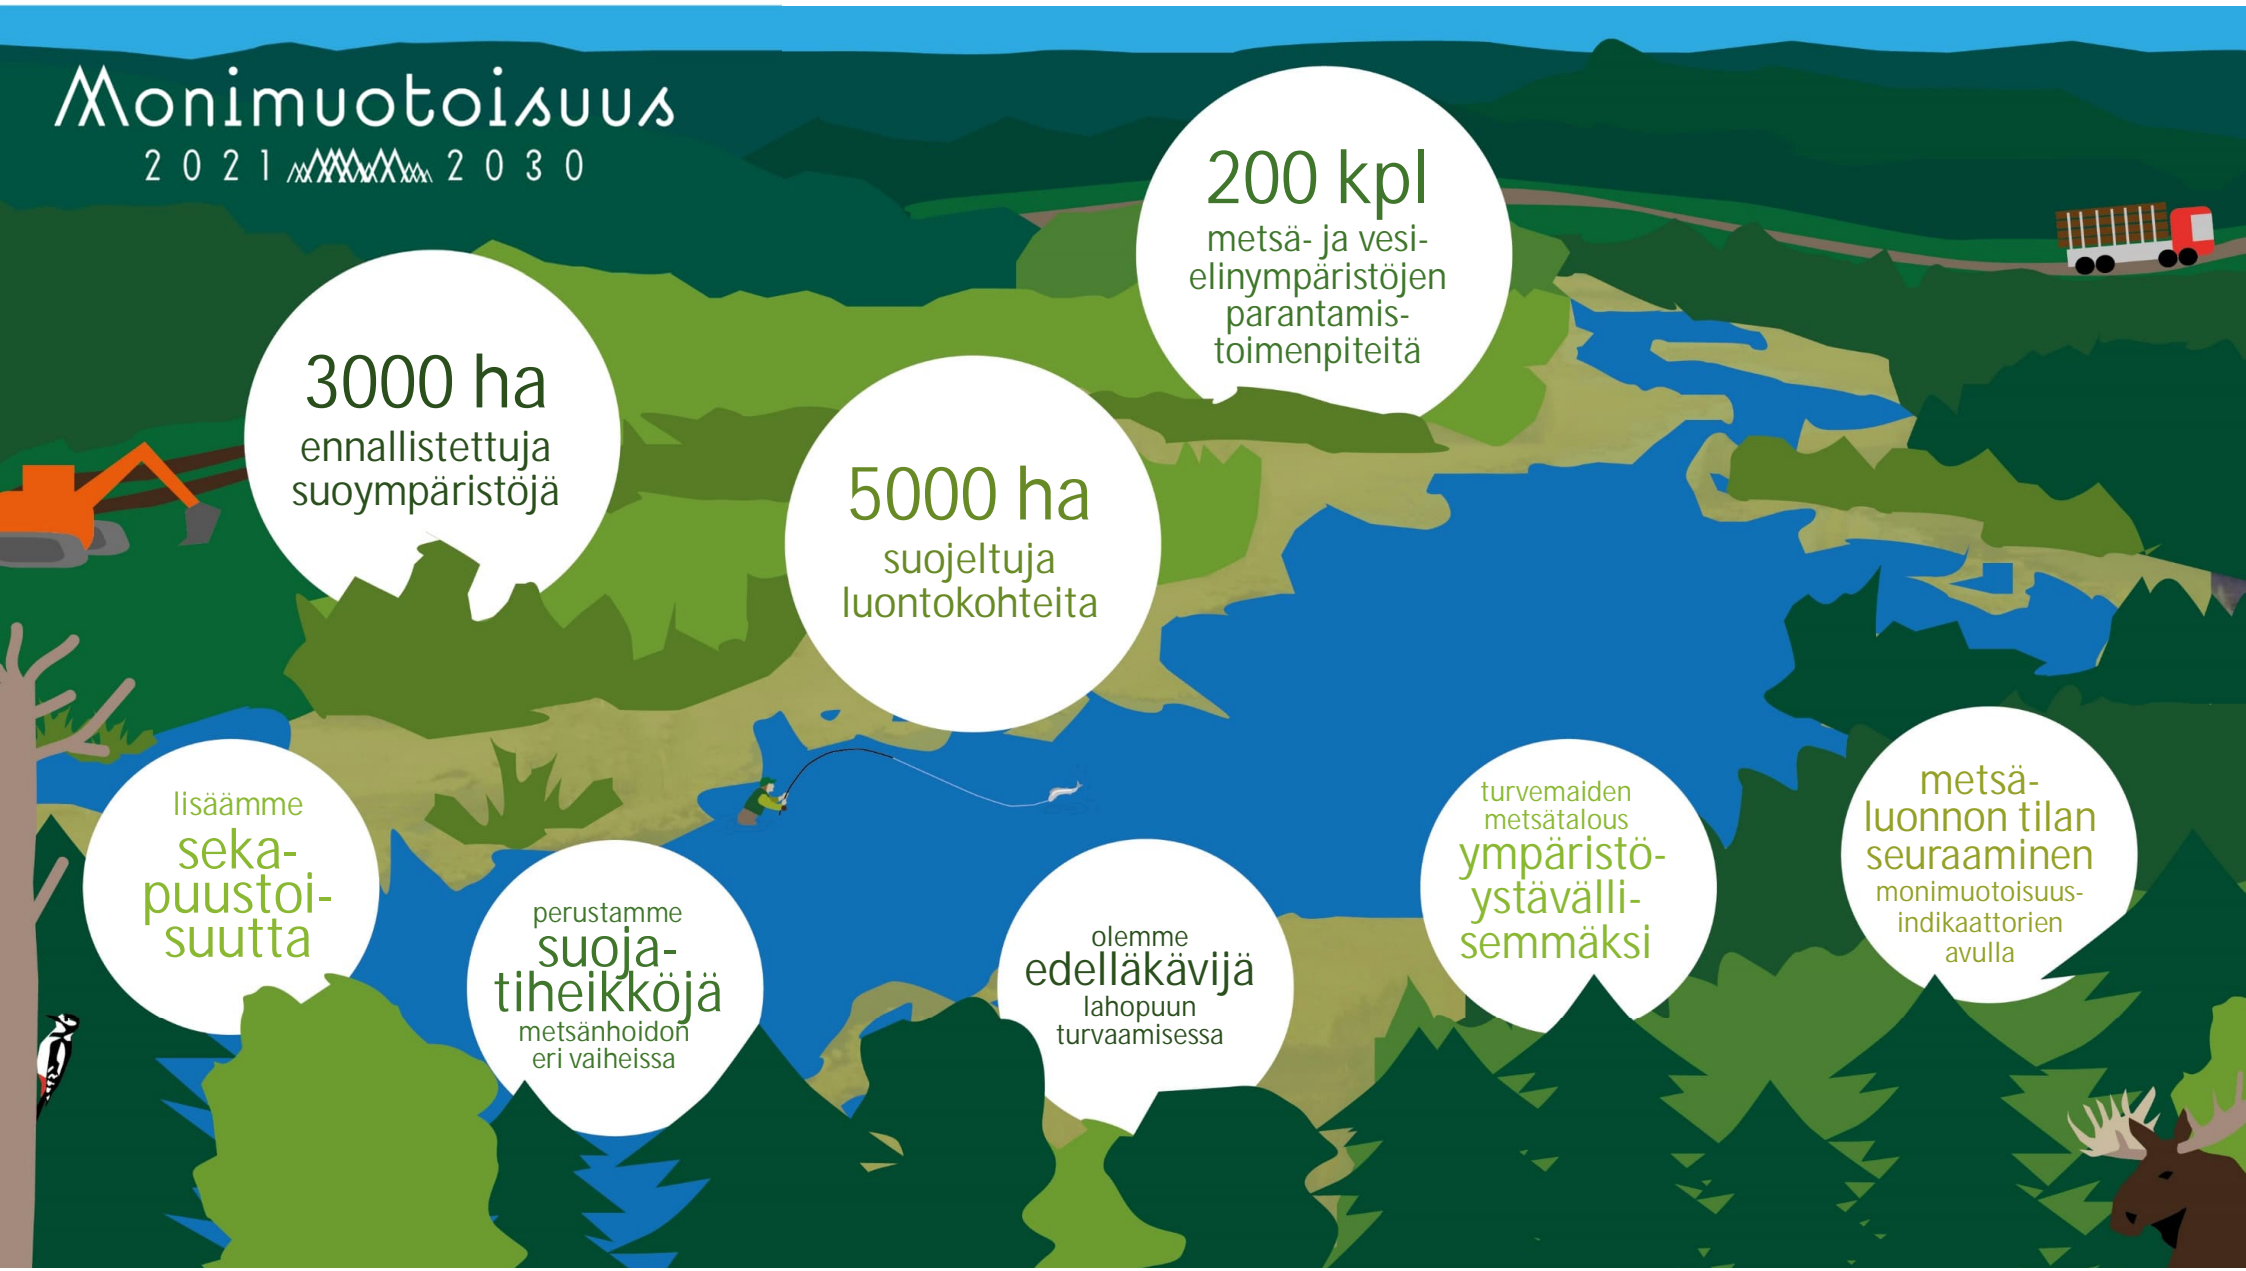 Monimuotoisuus
2021 2030
200 kpl
metsä- ja vesi-
elinympäristöjen
parantamis-
toimenpiteitä
3000 ha
ennallistettuja
suoympäristöjä
5000 ha
suojeltuja
luontokohteita
lisäämme
seka-
puustoi-
suutta
perustamme
suoja-
tiheikköjä
metsänhoidon
eri vaiheissa
olemme
edelläkävijä
lahopuun
turvaamisessa
turvemaiden
metsätalous
ympäristö-
ystävälli-
semmäksi
metsä-
luonnon tilan
seuraaminen
monimuotoisuus-
indikaattorien
avulla